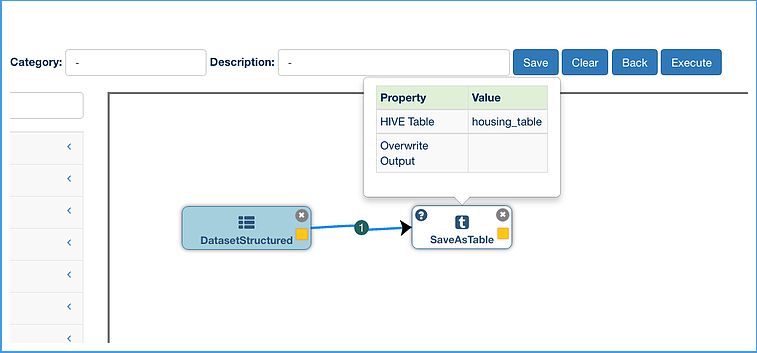 Category: - Description: - Save Clear Back Execute
Property Value
HIVE Table housing_table
Overwrite
Output
1
DatasetStructured
? t
SaveAsTable